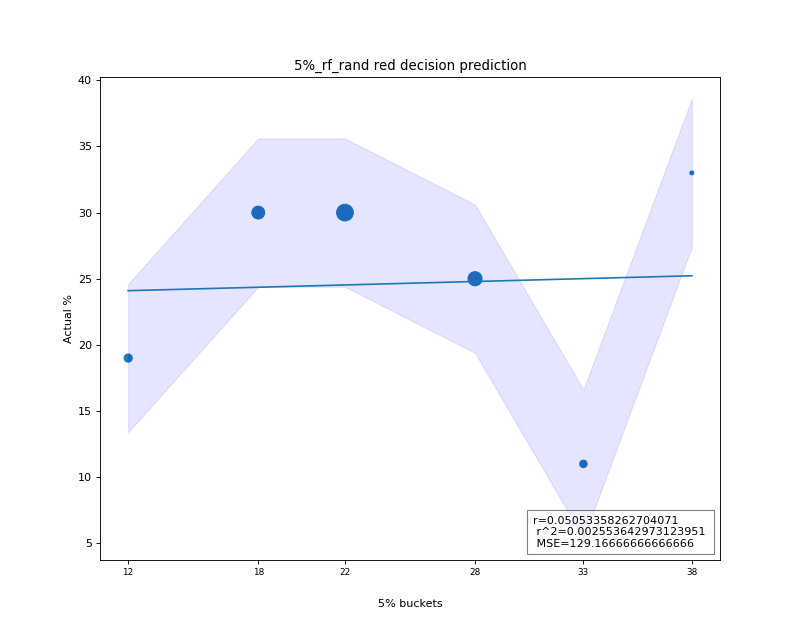 5%_rf_rand red decision prediction
40
35
30
25
20
15
10
5
Actual %
r=0.05053358262704071
r^2=0.002553642973123951
MSE=129.16666666666666
12 18 22 28 33 38
5% buckets